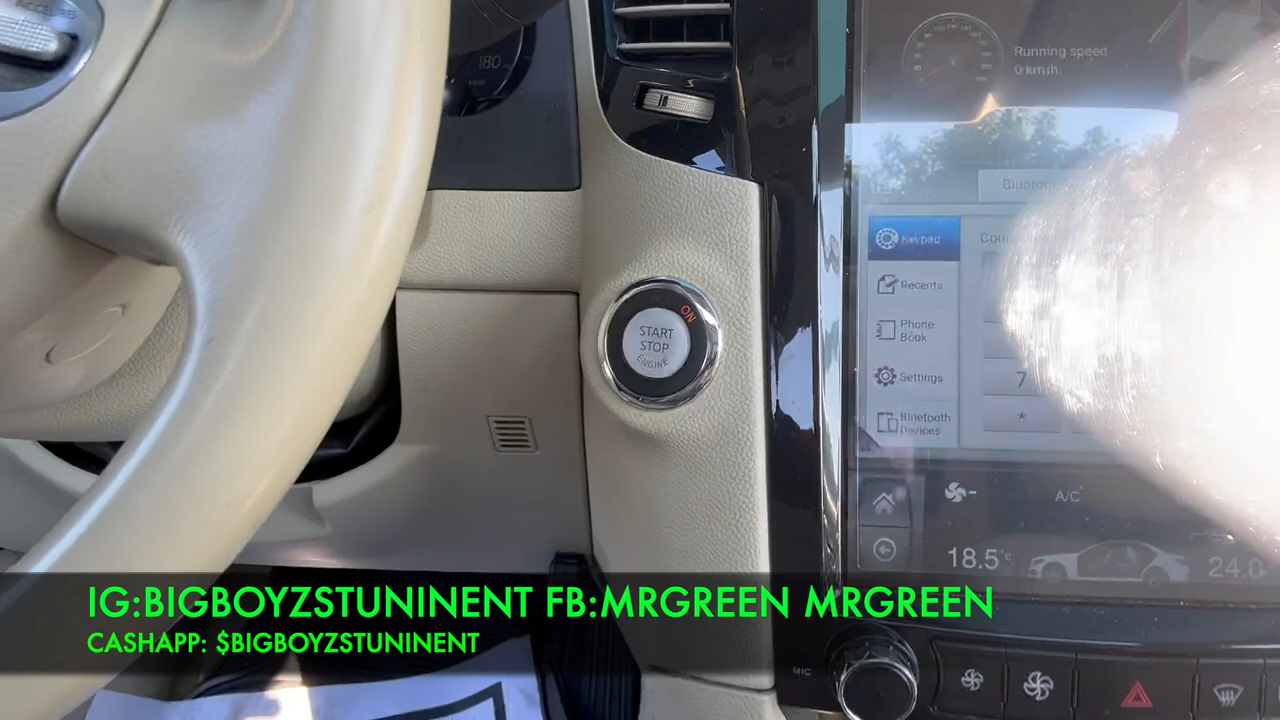 180
Running speed
0 km/h
Keypad
Recents
Phone
Book
Settings
Bluetooth
Devices
7
*
ON
START
STOP
ENGINE
A/C
18.5°c
24.0
IG:BIGBOYZSTUNINENT FB:MRGREEN MRGREEN
CASHAPP: $BIGBOYZSTUNINENT
MIC